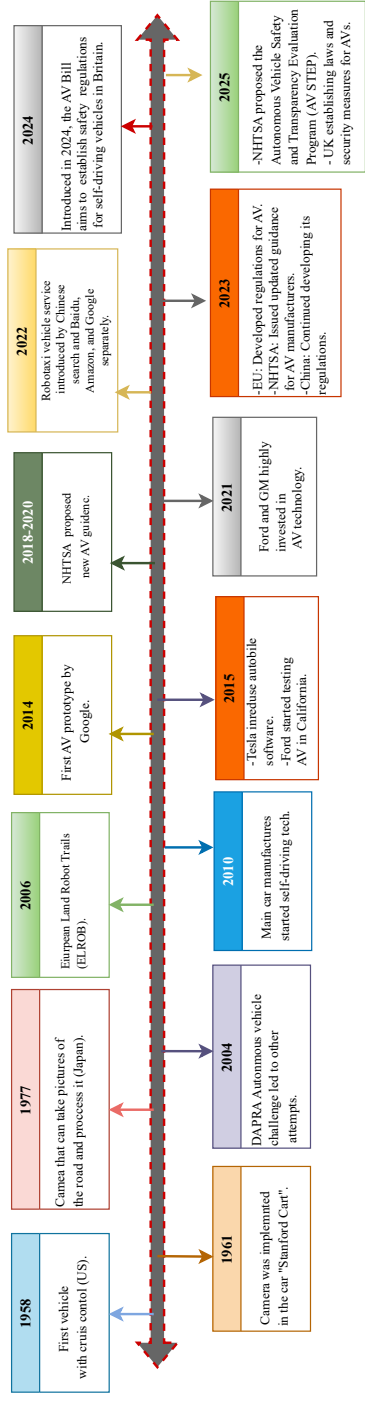 1958
First vehicle
with cruis contol (US).
1961
Camera was implemnted
in the car "Stanford Cart".
1977
Camea that can take pictures of
the road and proccess it (Japan).
2004
DAPRA Autonmous vehicle
challenge led to other
attempts.
2006
Eiurpean Land Robot Trails
(ELROB).
2010
Main car manufactures
started self-driving tech.
2014
First AV prototype by
Google.
2015
-Tesla inreduse autobile
software.
-Ford started testing
AV in California.
2018-2020
NHTSA proposed
new AV guidenc.
2021
Ford and GM highly
invested in
AV technology.
2022
Robotaxi vehicle service
introduced by Chinese
search and Baidu,
Amazon, and Google
separately.
2023
-EU: Developed regulations for AV.
-NHTSA: Issued updated guidance
for AV manufacturers.
-China: Continued developing its
regulations.
2024
Introduced in 2024, the AV Bill
aims to establish safety regulations
for self-driving vehicles in Britain.
2025
-NHTSA proposed the
Autonomous Vehicle Safety
and Transparency Evaluation
Program (AV STEP).
- UK establishing laws and
security measures for AVs.